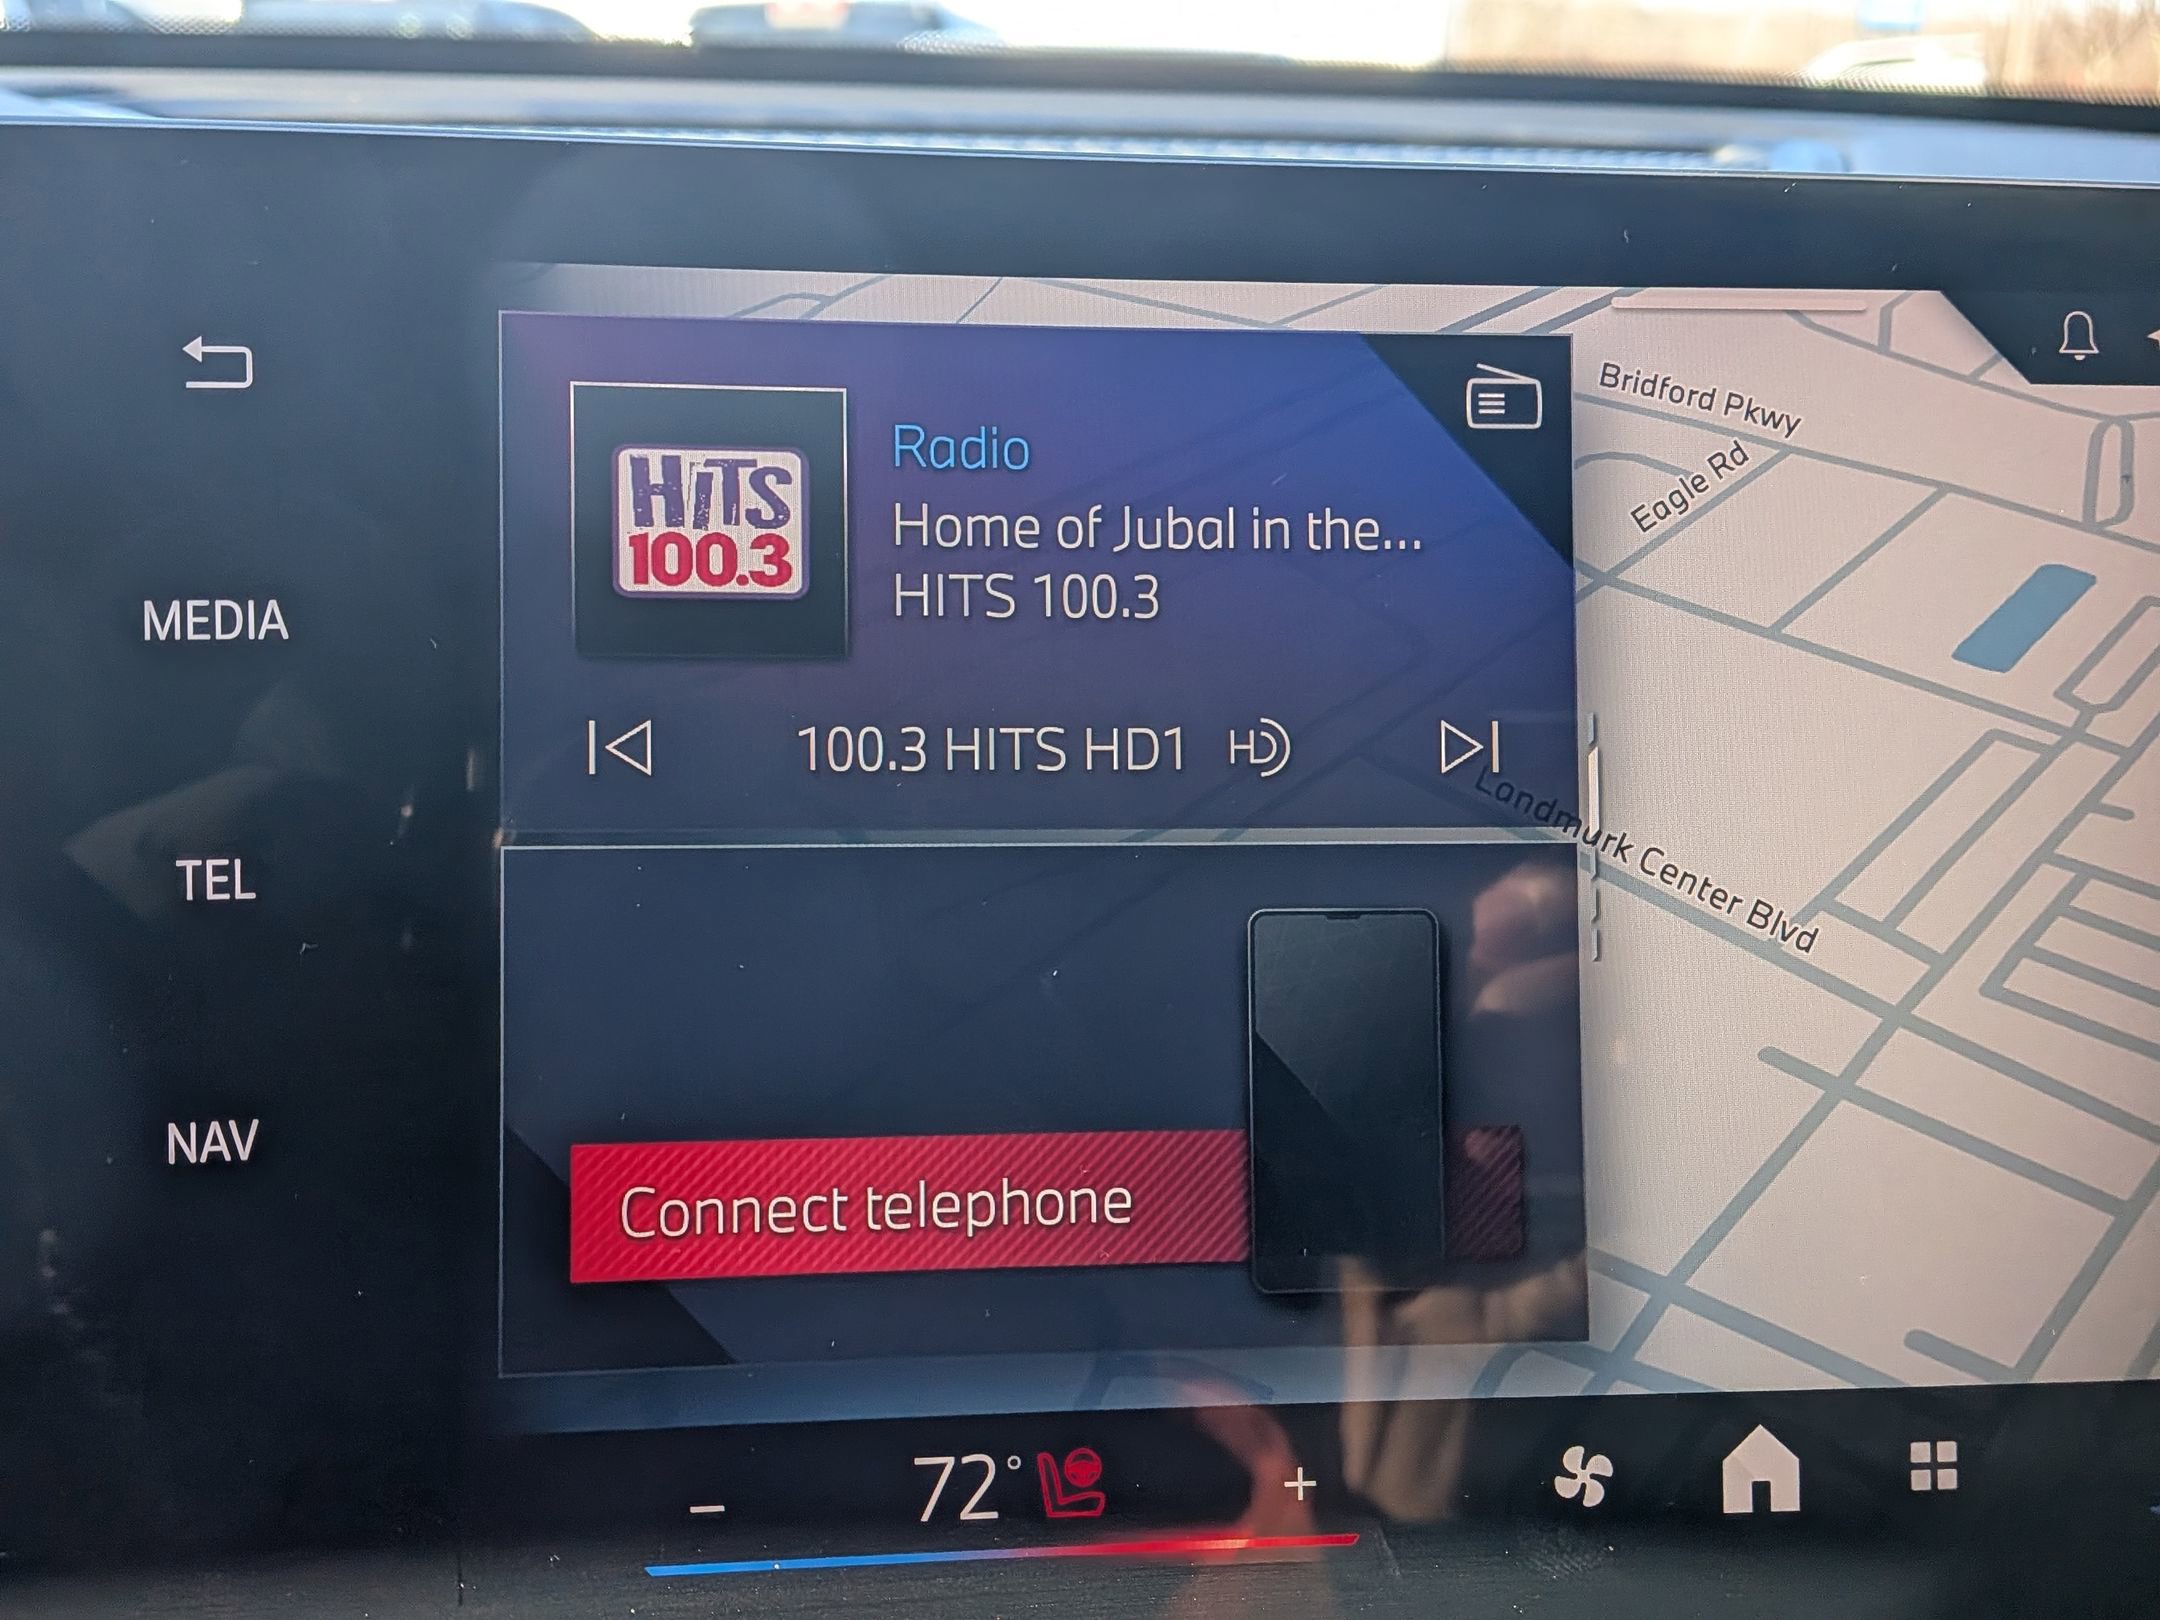 HiTS
100.3
Radio
Home of Jubal in the...
HITS 100.3
100.3 HITS HD1 HD
MEDIA
TEL
NAV
Connect telephone
Bridford Pkwy
Eagle Rd
Landmark Center Blvd
− 72° +